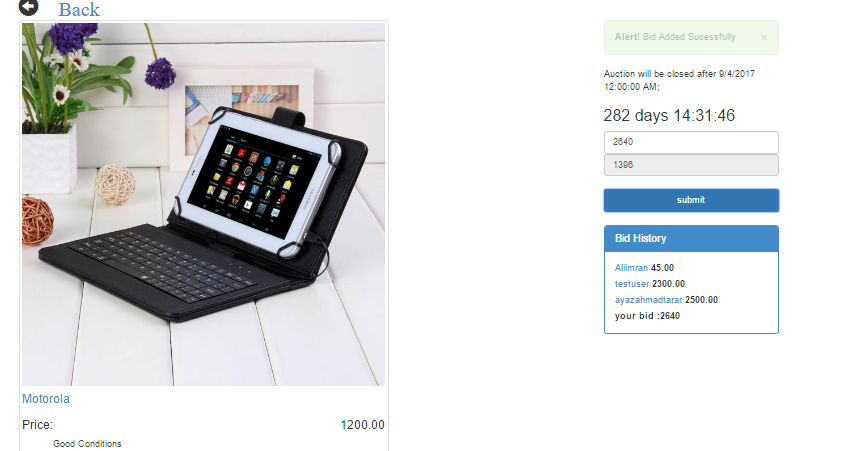 Back
Alert! Bid Added Sucessfully ×
Auction will be closed after 9/4/2017
12:00:00 AM;
282 days 14:31:46
2640
1396
submit
Bid History
Aliimran 45.00
testuser 2300.00
ayazahmadtarar 2500.00
your bid :2640
Motorola
Price: 1200.00
Good Conditions